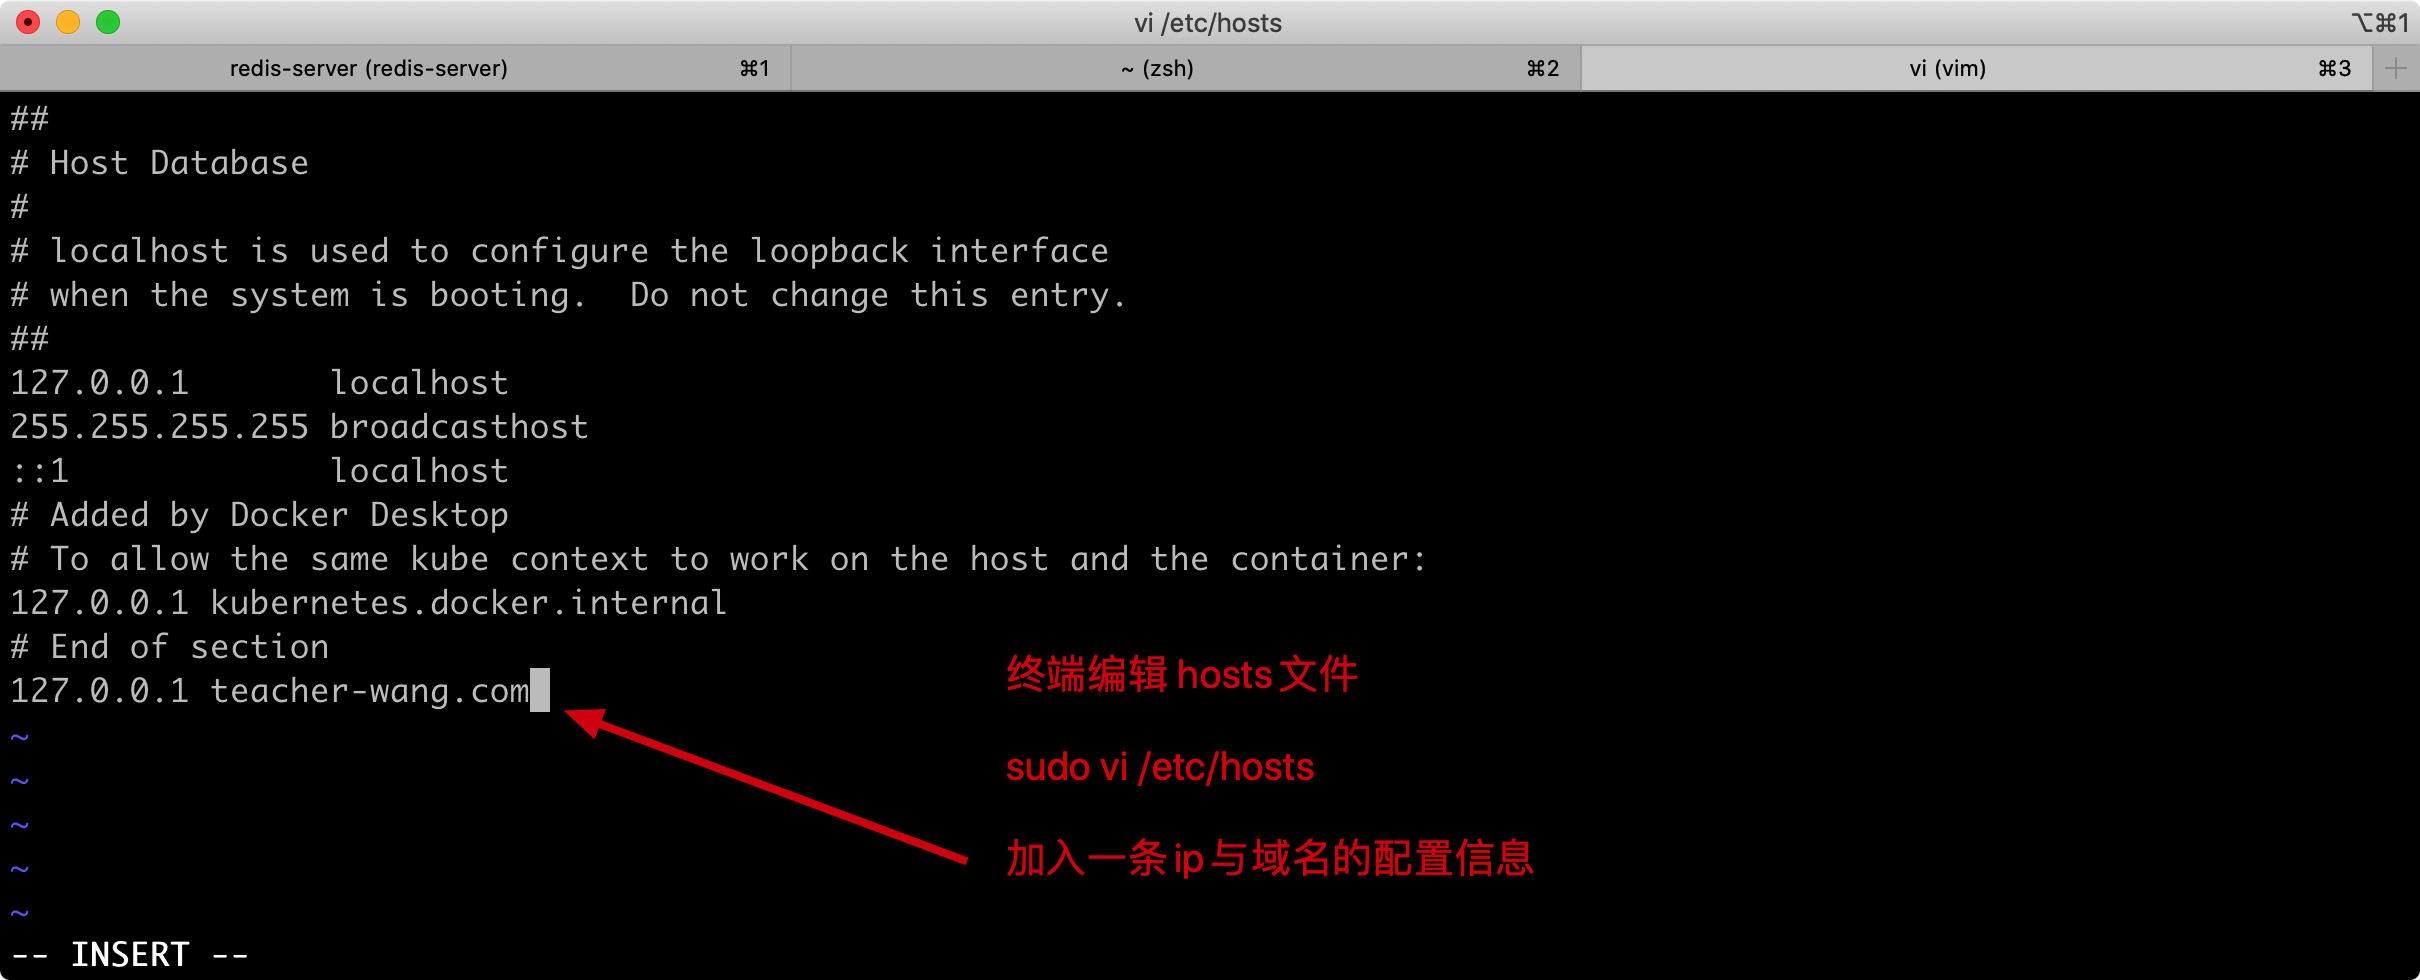 vi /etc/hosts
⌥⌘1
redis-server (redis-server) ⌘1
~ (zsh) ⌘2
vi (vim) ⌘3
##
# Host Database
#
# localhost is used to configure the loopback interface
# when the system is booting.  Do not change this entry.
##
127.0.0.1       localhost
255.255.255.255 broadcasthost
::1             localhost
# Added by Docker Desktop
# To allow the same kube context to work on the host and the container:
127.0.0.1 kubernetes.docker.internal
# End of section
127.0.0.1 teacher-wang.com
~
~
~
~
~
-- INSERT --
终端编辑 hosts 文件
sudo vi /etc/hosts
加入一条 ip 与域名的配置信息